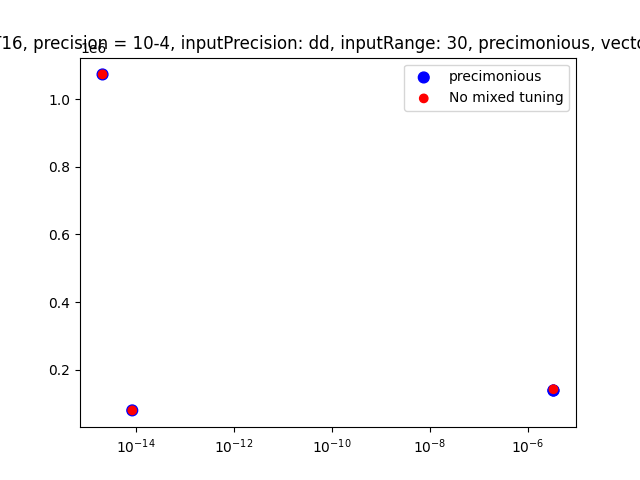 T16, precision = 10-4, inputPrecision: dd, inputRange: 30, precimonious, vecto
1e6
precimonious
No mixed tuning
1.0
0.8
0.6
0.4
0.2
10⁻¹⁴ 10⁻¹² 10⁻¹⁰ 10⁻⁸ 10⁻⁶